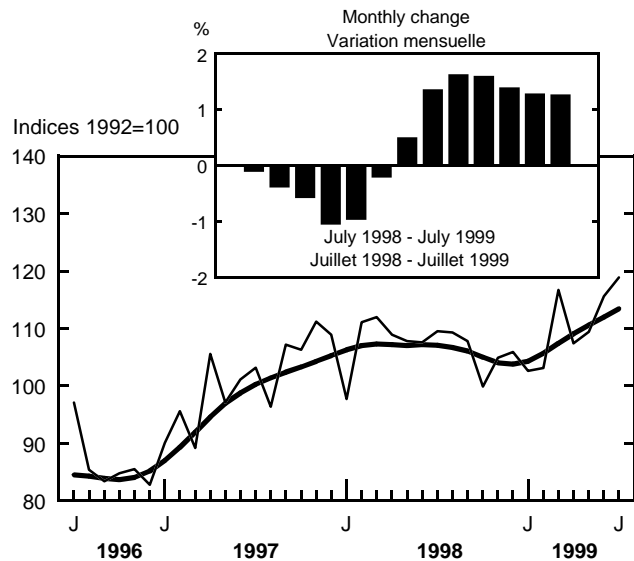 Monthly change
Variation mensuelle
%
2
1
0
-1
-2
July 1998 - July 1999
Juillet 1998 - Juillet 1999
Indices 1992=100
140
130
120
110
100
90
80
J J J J J
1996 1997 1998 1999